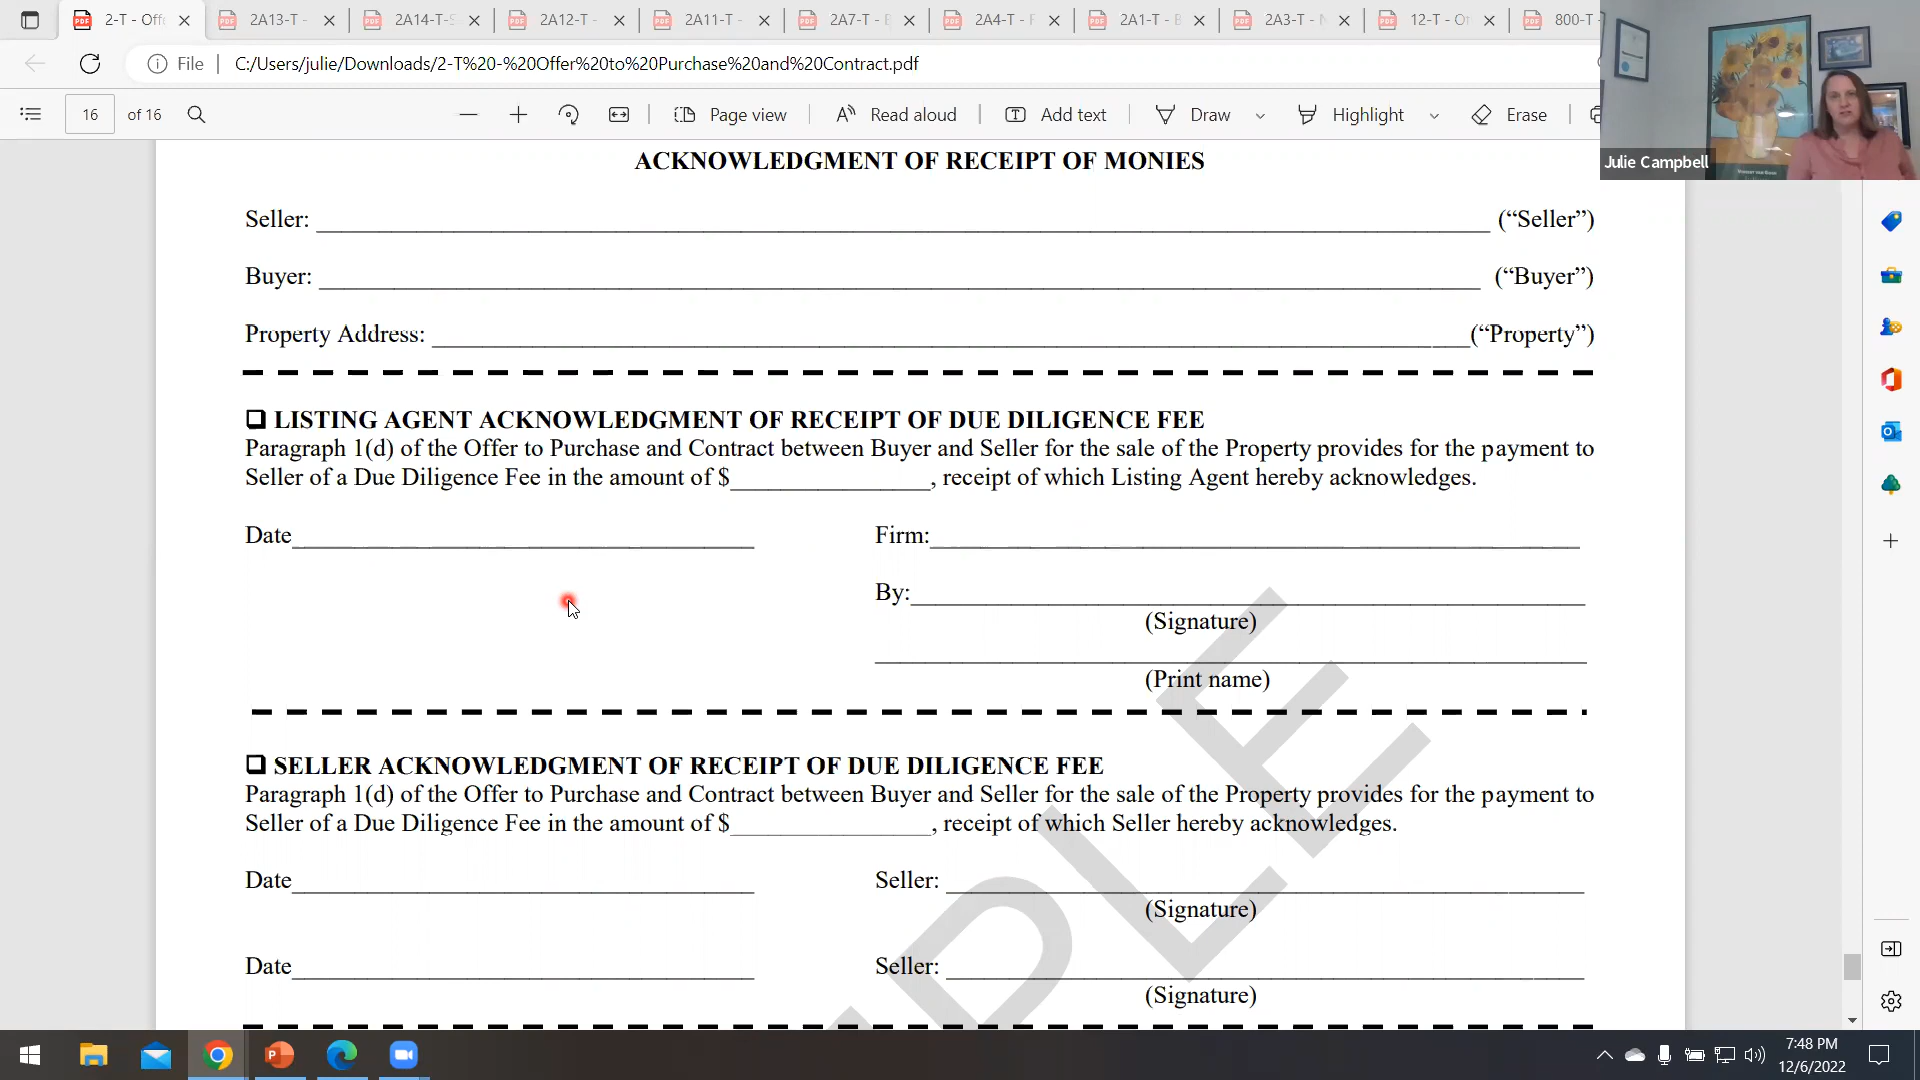 2-T - Offe
2A13-T -
2A14-T-S
2A12-T -
2A11-T -
2A7-T - B
2A4-T - F
2A1-T - B
2A3-T - N
12-T - Of
800-T -
File
C:/Users/julie/Downloads/2-T%20-%20Offer%20to%20Purchase%20and%20Contract.pdf
16 of 16
Page view
Read aloud
Add text
Draw
Highlight
Erase
Julie Campbell
ACKNOWLEDGMENT OF RECEIPT OF MONIES
Seller: ("Seller")
Buyer: ("Buyer")
Property Address: ("Property")
❑ LISTING AGENT ACKNOWLEDGMENT OF RECEIPT OF DUE DILIGENCE FEE
Paragraph 1(d) of the Offer to Purchase and Contract between Buyer and Seller for the sale of the Property provides for the payment to
Seller of a Due Diligence Fee in the amount of $________________, receipt of which Listing Agent hereby acknowledges.
Date Firm:
By:
(Signature)
(Print name)
❑ SELLER ACKNOWLEDGMENT OF RECEIPT OF DUE DILIGENCE FEE
Paragraph 1(d) of the Offer to Purchase and Contract between Buyer and Seller for the sale of the Property provides for the payment to
Seller of a Due Diligence Fee in the amount of $________________, receipt of which Seller hereby acknowledges.
Date Seller:
(Signature)
Date Seller:
(Signature)
PLE
7:48 PM
12/6/2022